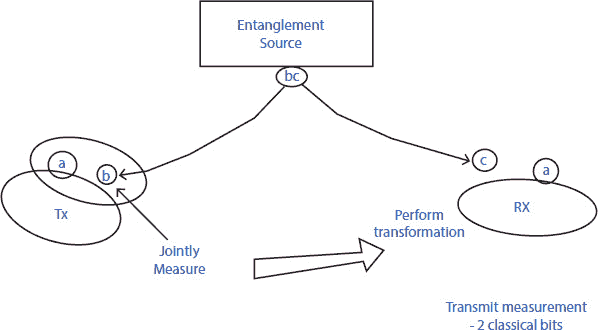 Entanglement
Source
bc
a
b
c
a
Tx
RX
Jointly
Measure
Perform
transformation
Transmit measurement
- 2 classical bits